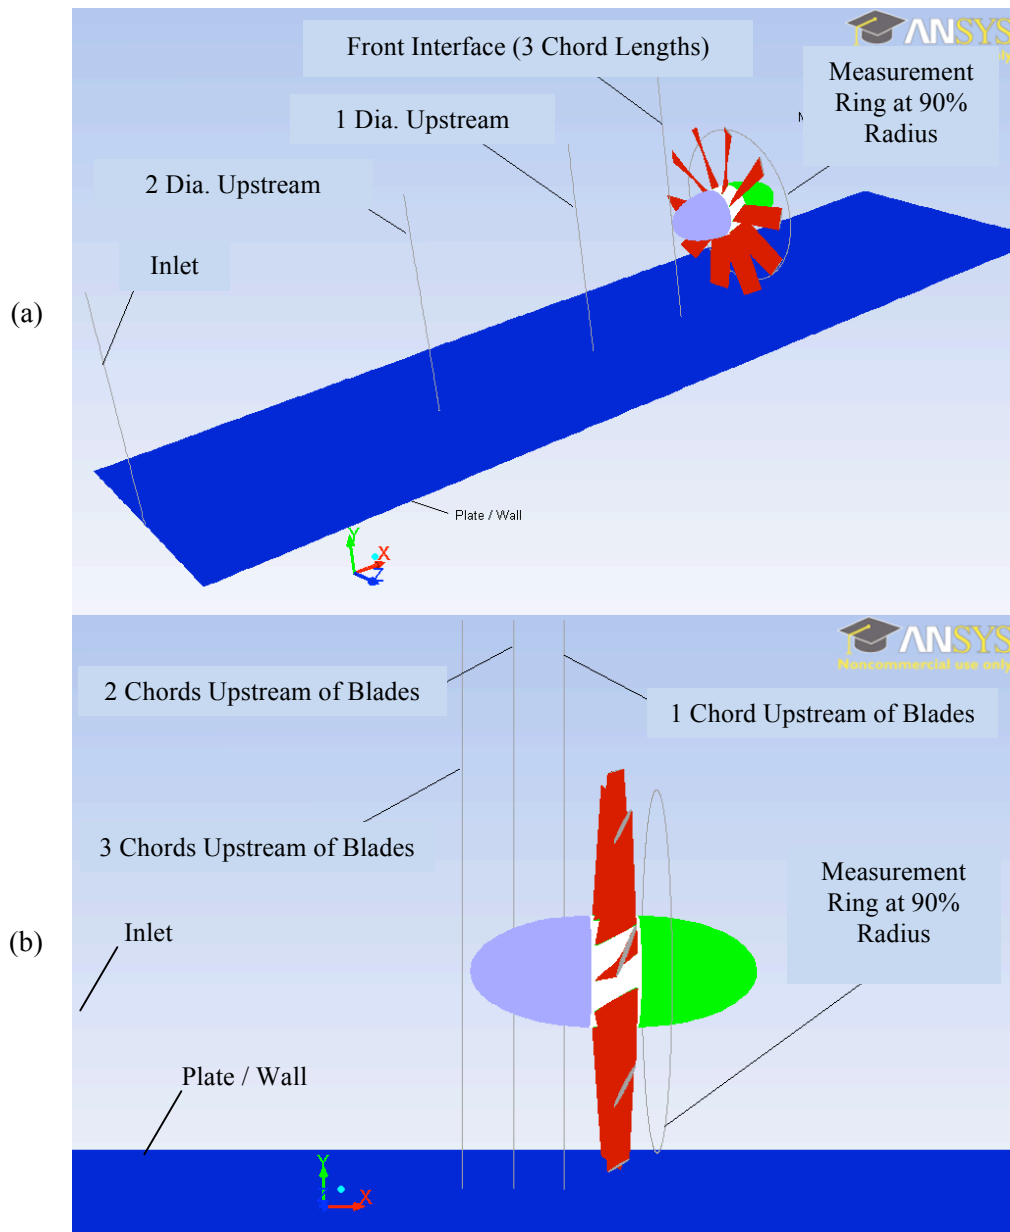 Front Interface (3 Chord Lengths)
ANSYS
Measurement
Ring at 90%
Radius
1 Dia. Upstream
2 Dia. Upstream
Inlet
(a)
Plate / Wall
Y
X
Z
ANSYS
Noncommercial use only
2 Chords Upstream of Blades
1 Chord Upstream of Blades
3 Chords Upstream of Blades
Measurement
Ring at 90%
Radius
(b)
Inlet
Plate / Wall
Y
X